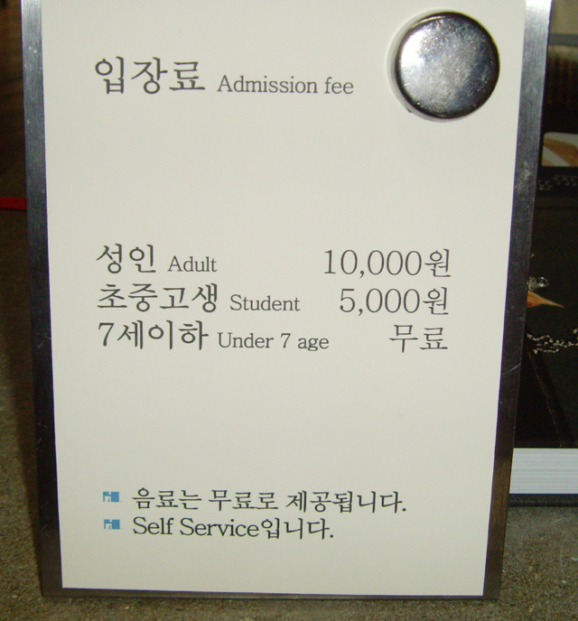 입장료 Admission fee
성인 Adult 10,000원
초중고생 Student 5,000원
7세이하 Under 7 age 무료
음료는 무료로 제공됩니다.
Self Service입니다.